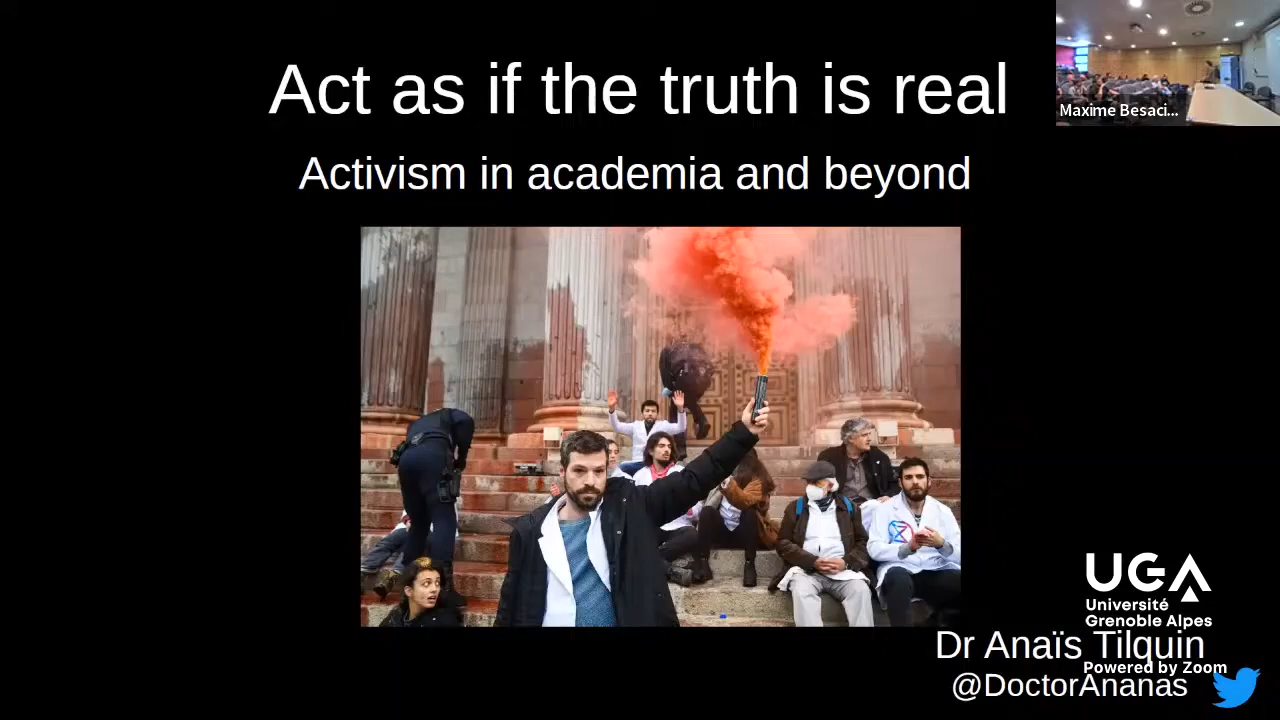 Act as if the truth is real
Maxime Besaci...
Activism in academia and beyond
UGA
Université
Grenoble Alpes
Dr Anaïs Tilquin
Powered by Zoom
@DoctorAnanas